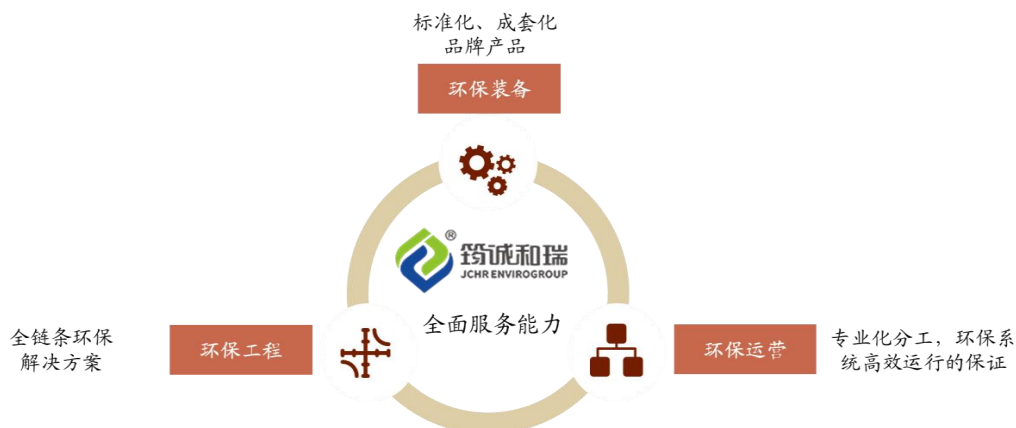 标准化、成套化
品牌产品
环保装备
®
筠诚和瑞
JCHR ENVIROGROUP
全面服务能力
全链条环保
解决方案
环保工程
环保运营
专业化分工，环保系
统高效运行的保证